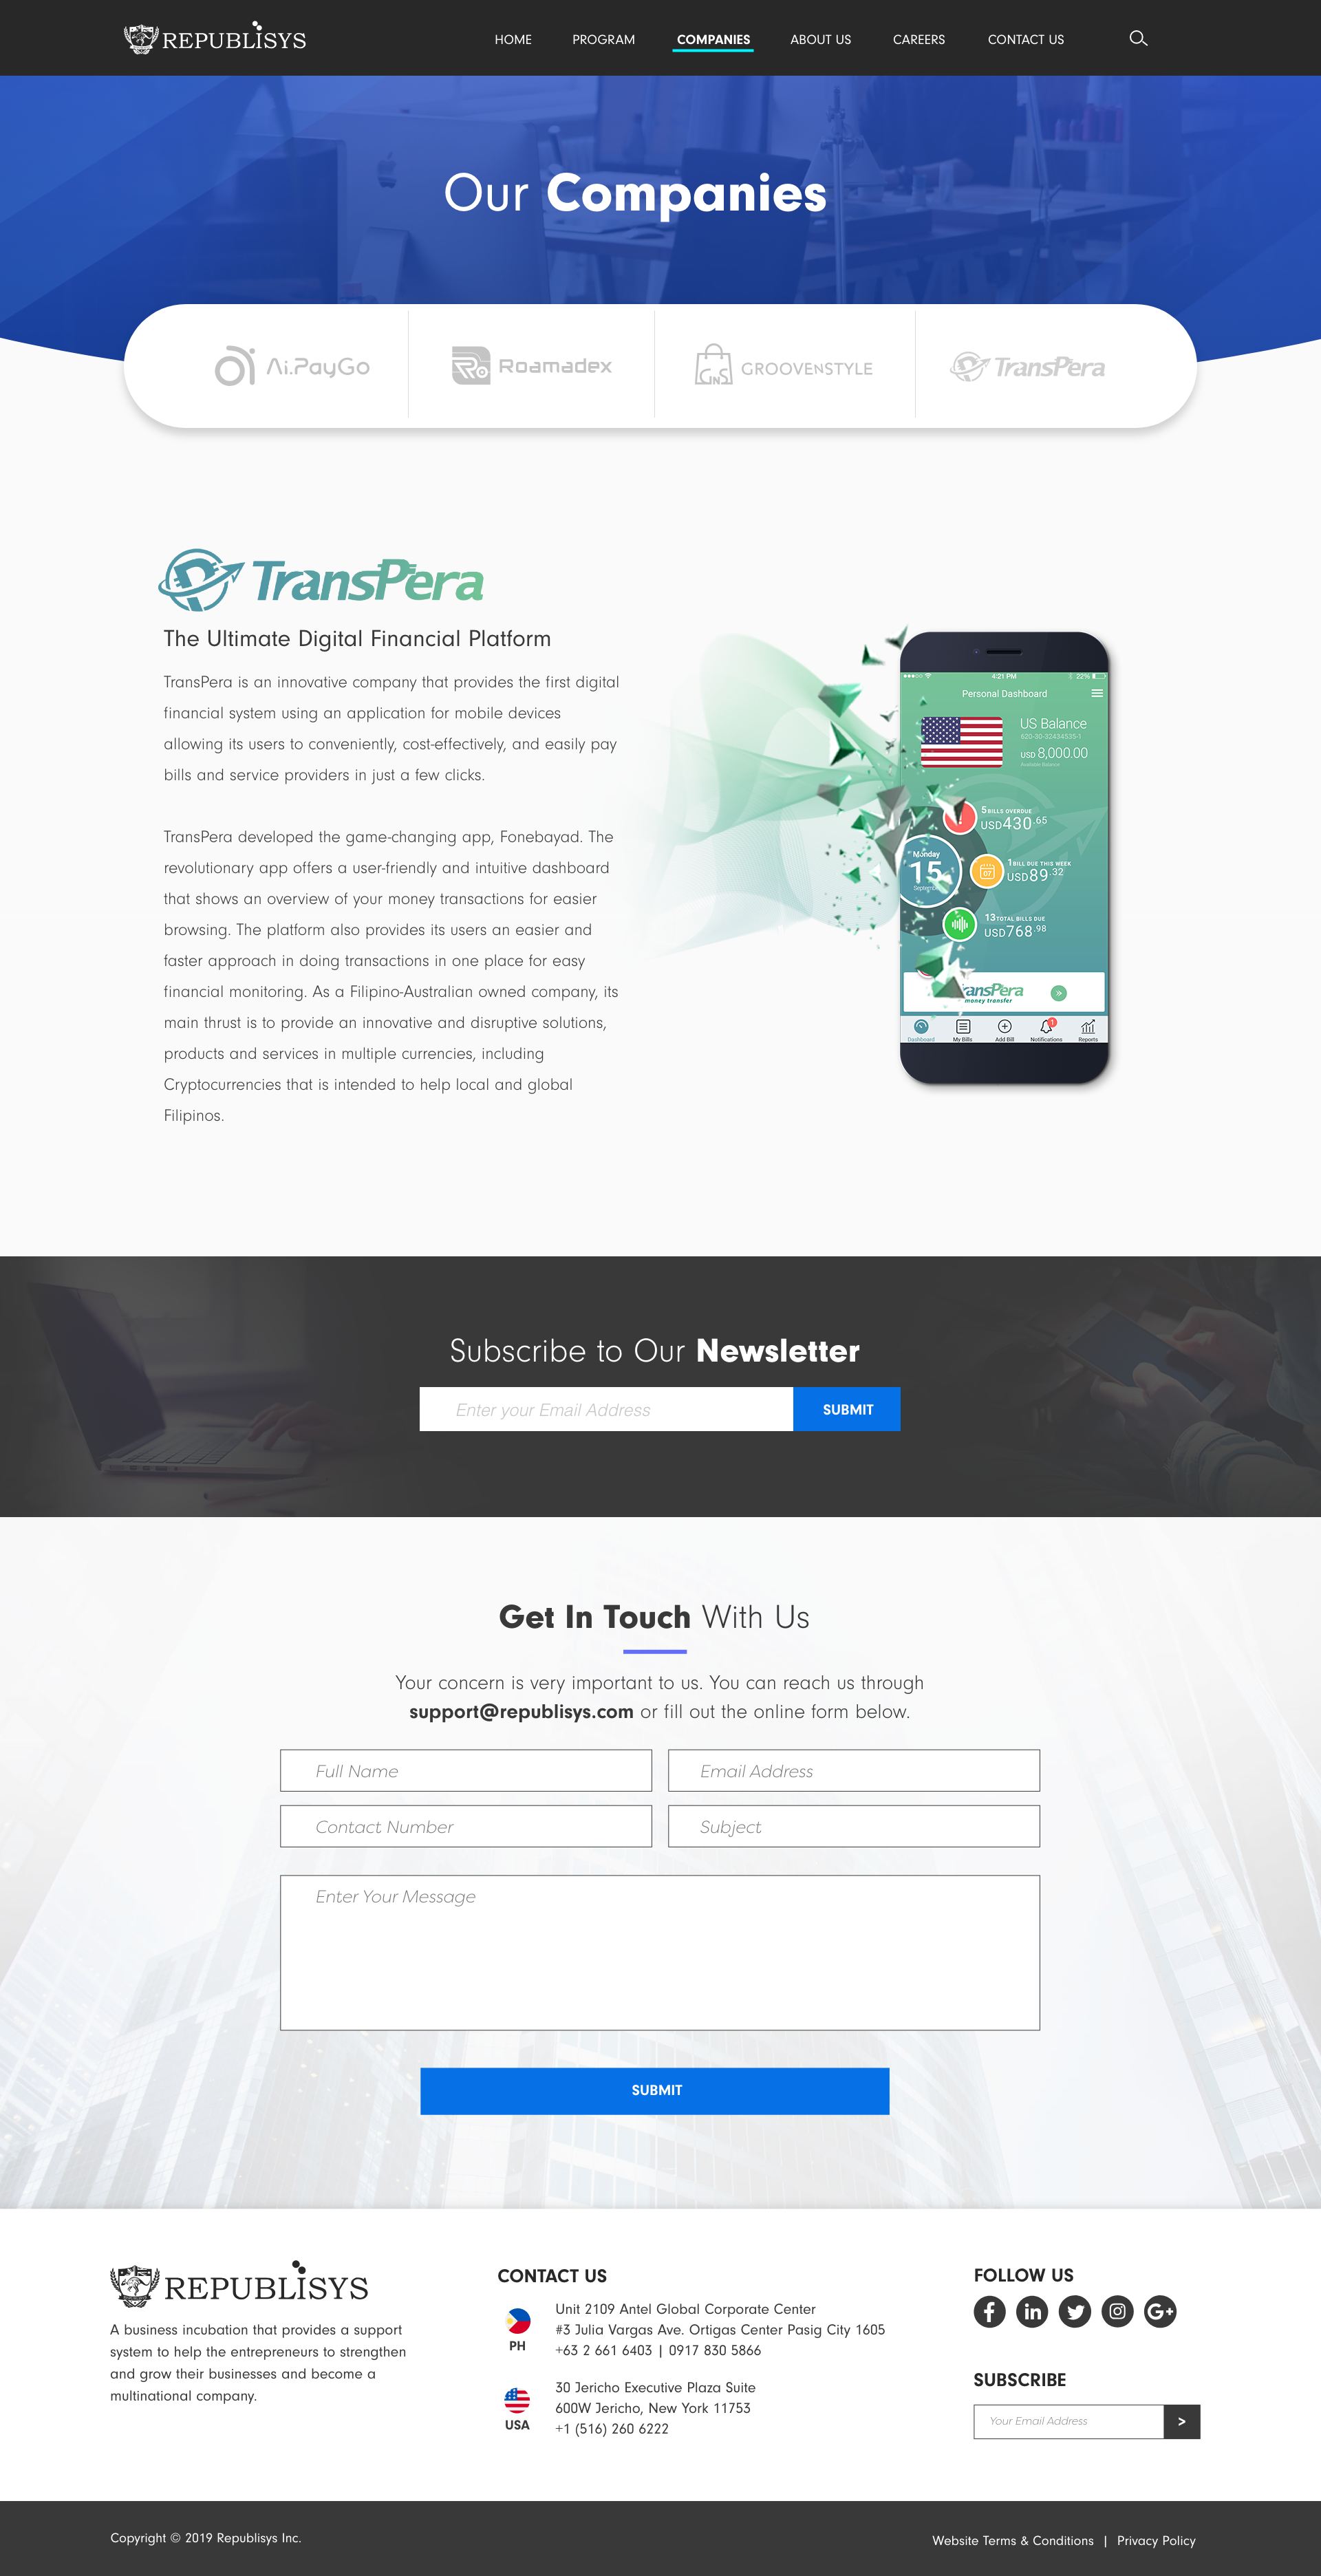 REPUBLISYS
HOME PROGRAM COMPANIES ABOUT US CAREERS CONTACT US
Our Companies
Ai.PayGo Roamadex GNS GROOVENSTYLE TransPera
TransPera
The Ultimate Digital Financial Platform
TransPera is an innovative company that provides the first digital
financial system using an application for mobile devices
allowing its users to conveniently, cost-effectively, and easily pay
bills and service providers in just a few clicks.
TransPera developed the game-changing app, Fonebayad. The
revolutionary app offers a user-friendly and intuitive dashboard
that shows an overview of your money transactions for easier
browsing. The platform also provides its users an easier and
faster approach in doing transactions in one place for easy
financial monitoring. As a Filipino-Australian owned company, its
main thrust is to provide an innovative and disruptive solutions,
products and services in multiple currencies, including
Cryptocurrencies that is intended to help local and global
Filipinos.
4:21 PM 22%
Personal Dashboard
US Balance
620-30-32434535-1
USD 8,000.00
Available Balance
5 BILLS OVERDUE
USD430.65
Monday
15
September
07
1 BILL DUE THIS WEEK
USD89.32
13 TOTAL BILLS DUE
USD768.98
ransPera
money transfer
1
Dashboard My Bills Add Bill Notifications Reports
Subscribe to Our Newsletter
Enter your Email Address SUBMIT
Get In Touch With Us
Your concern is very important to us. You can reach us through
support@republisys.com or fill out the online form below.
Full Name Email Address
Contact Number Subject
Enter Your Message
SUBMIT
REPUBLISYS
A business incubation that provides a support
system to help the entrepreneurs to strengthen
and grow their businesses and become a
multinational company.
CONTACT US
PH
Unit 2109 Antel Global Corporate Center
#3 Julia Vargas Ave. Ortigas Center Pasig City 1605
+63 2 661 6403 | 0917 830 5866
USA
30 Jericho Executive Plaza Suite
600W Jericho, New York 11753
+1 (516) 260 6222
FOLLOW US
f in G+
SUBSCRIBE
Your Email Address >
Copyright © 2019 Republisys Inc.
Website Terms & Conditions | Privacy Policy